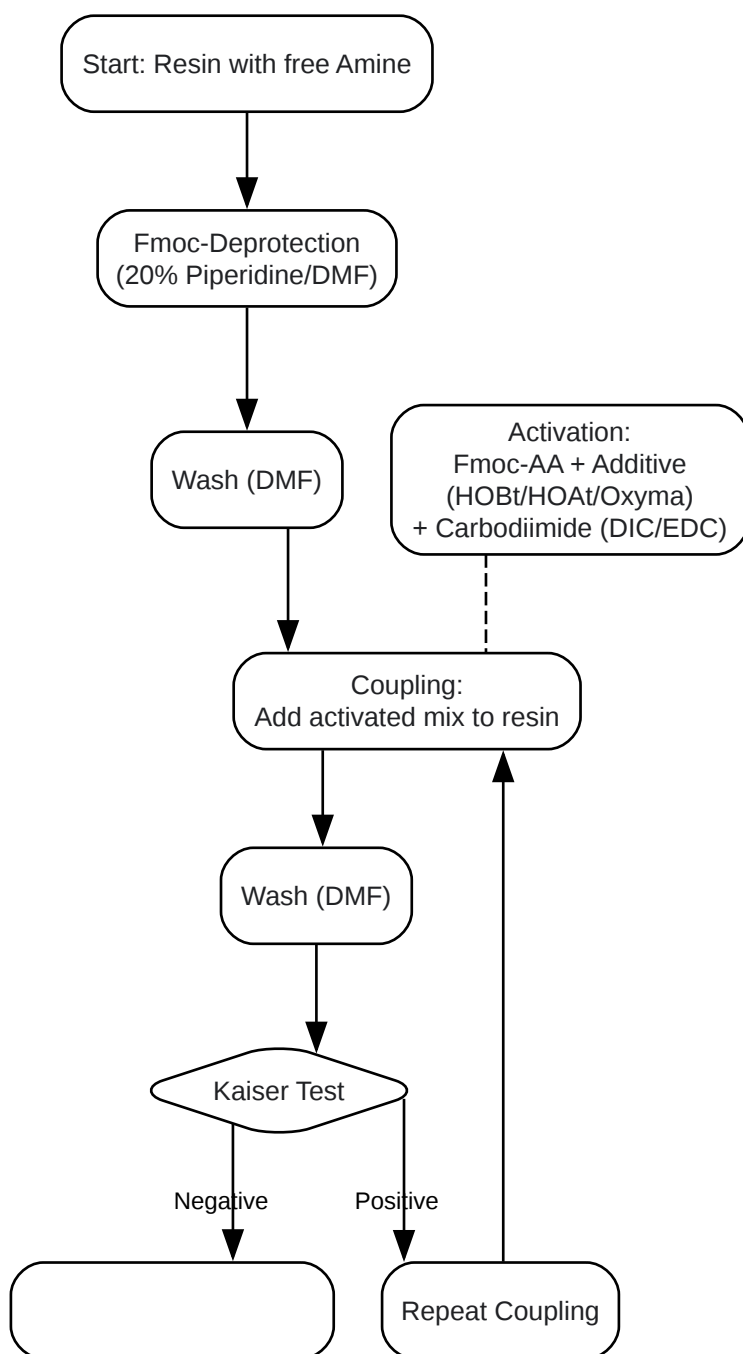 Start: Resin with free Amine
Fmoc-Deprotection
(20% Piperidine/DMF)
Wash (DMF)
Activation:
Fmoc-AA + Additive
(HOBt/HOAt/Oxyma)
+ Carbodiimide (DIC/EDC)
Coupling:
Add activated mix to resin
Wash (DMF)
Kaiser Test
Negative
Positive
Repeat Coupling